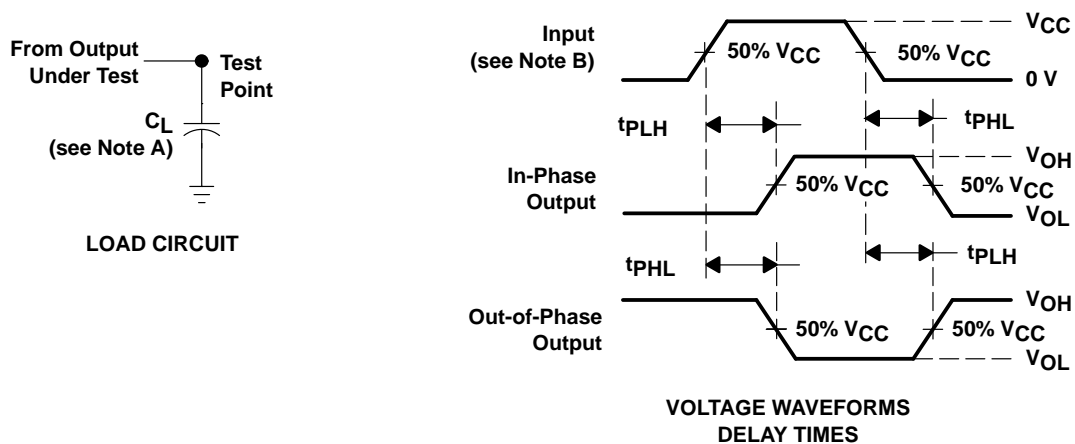 From Output
Under Test
Test
Point
CL
(see Note A)
LOAD CIRCUIT
Input
(see Note B)
50% VCC
50% VCC
VCC
0 V
tPLH
tPHL
In-Phase
Output
50% VCC
50% VCC
VOH
VOL
tPHL
tPLH
Out-of-Phase
Output
50% VCC
50% VCC
VOH
VOL
VOLTAGE WAVEFORMS
DELAY TIMES